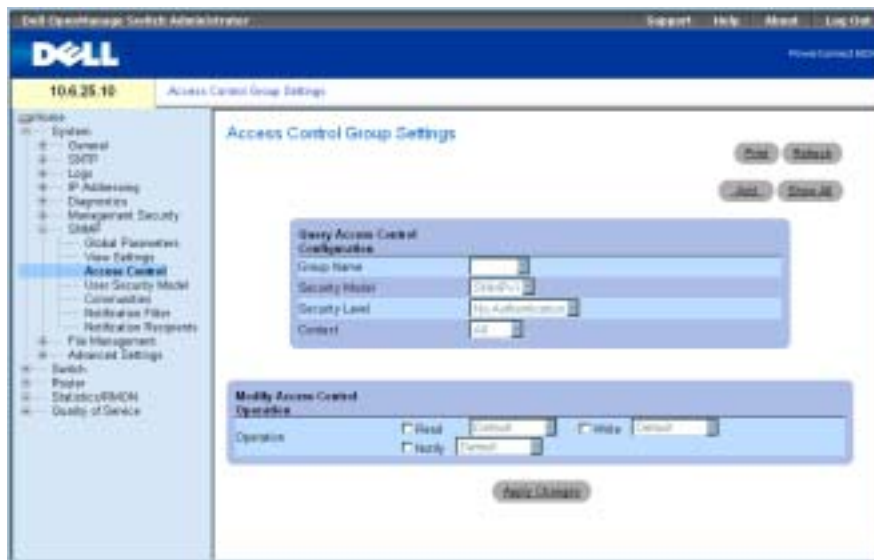 Dell OpenManage Switch Administrator
Support Help About Log Out
DELL
10.6.25.10
Access Control Group Settings
Home
System
General
SNTP
Logs
IP Addressing
Diagnostics
Management Security
SNMP
Global Parameters
View Settings
Access Control
User Security Model
Communities
Notification Filter
Notification Recipients
File Management
Advanced Settings
Switch
Router
Statistics/RMON
Quality of Service
Access Control Group Settings
Print Refresh
Add Show All
Query Access Control
Configuration
Group Name
Security Model SNMPv1
Security Level No Authentication
Context All
Modify Access Control
Operation
Operation Read Default Write Default
Notify Default
Apply Changes